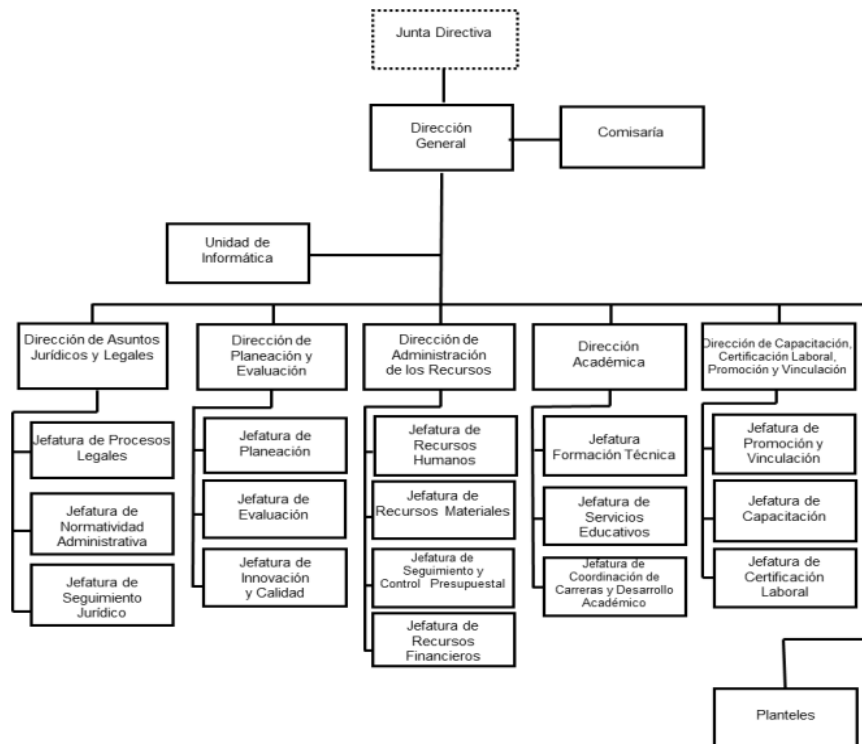 Junta Directiva
Dirección
General
Comisaría
Unidad de
Informática
Dirección de Asuntos
Jurídicos y Legales
Dirección de
Planeación y
Evaluación
Dirección de
Administración
de los Recursos
Dirección
Académica
Dirección de Capacitación,
Certificación Laboral,
Promoción y Vinculación
Jefatura de Procesos
Legales
Jefatura de
Normatividad
Administrativa
Jefatura de
Seguimiento
Jurídico
Jefatura de
Planeación
Jefatura de
Evaluación
Jefatura de
Innovación
y Calidad
Jefatura de
Recursos
Humanos
Jefatura de
Recursos Materiales
Jefatura de
Seguimiento y
Control Presupuestal
Jefatura de
Recursos
Financieros
Jefatura
Formación Técnica
Jefatura de
Servicios
Educativos
Jefatura de
Coordinación de
Carreras y Desarrollo
Académico
Jefatura de
Promoción y
Vinculación
Jefatura de
Capacitación
Jefatura de
Certificación
Laboral
Planteles